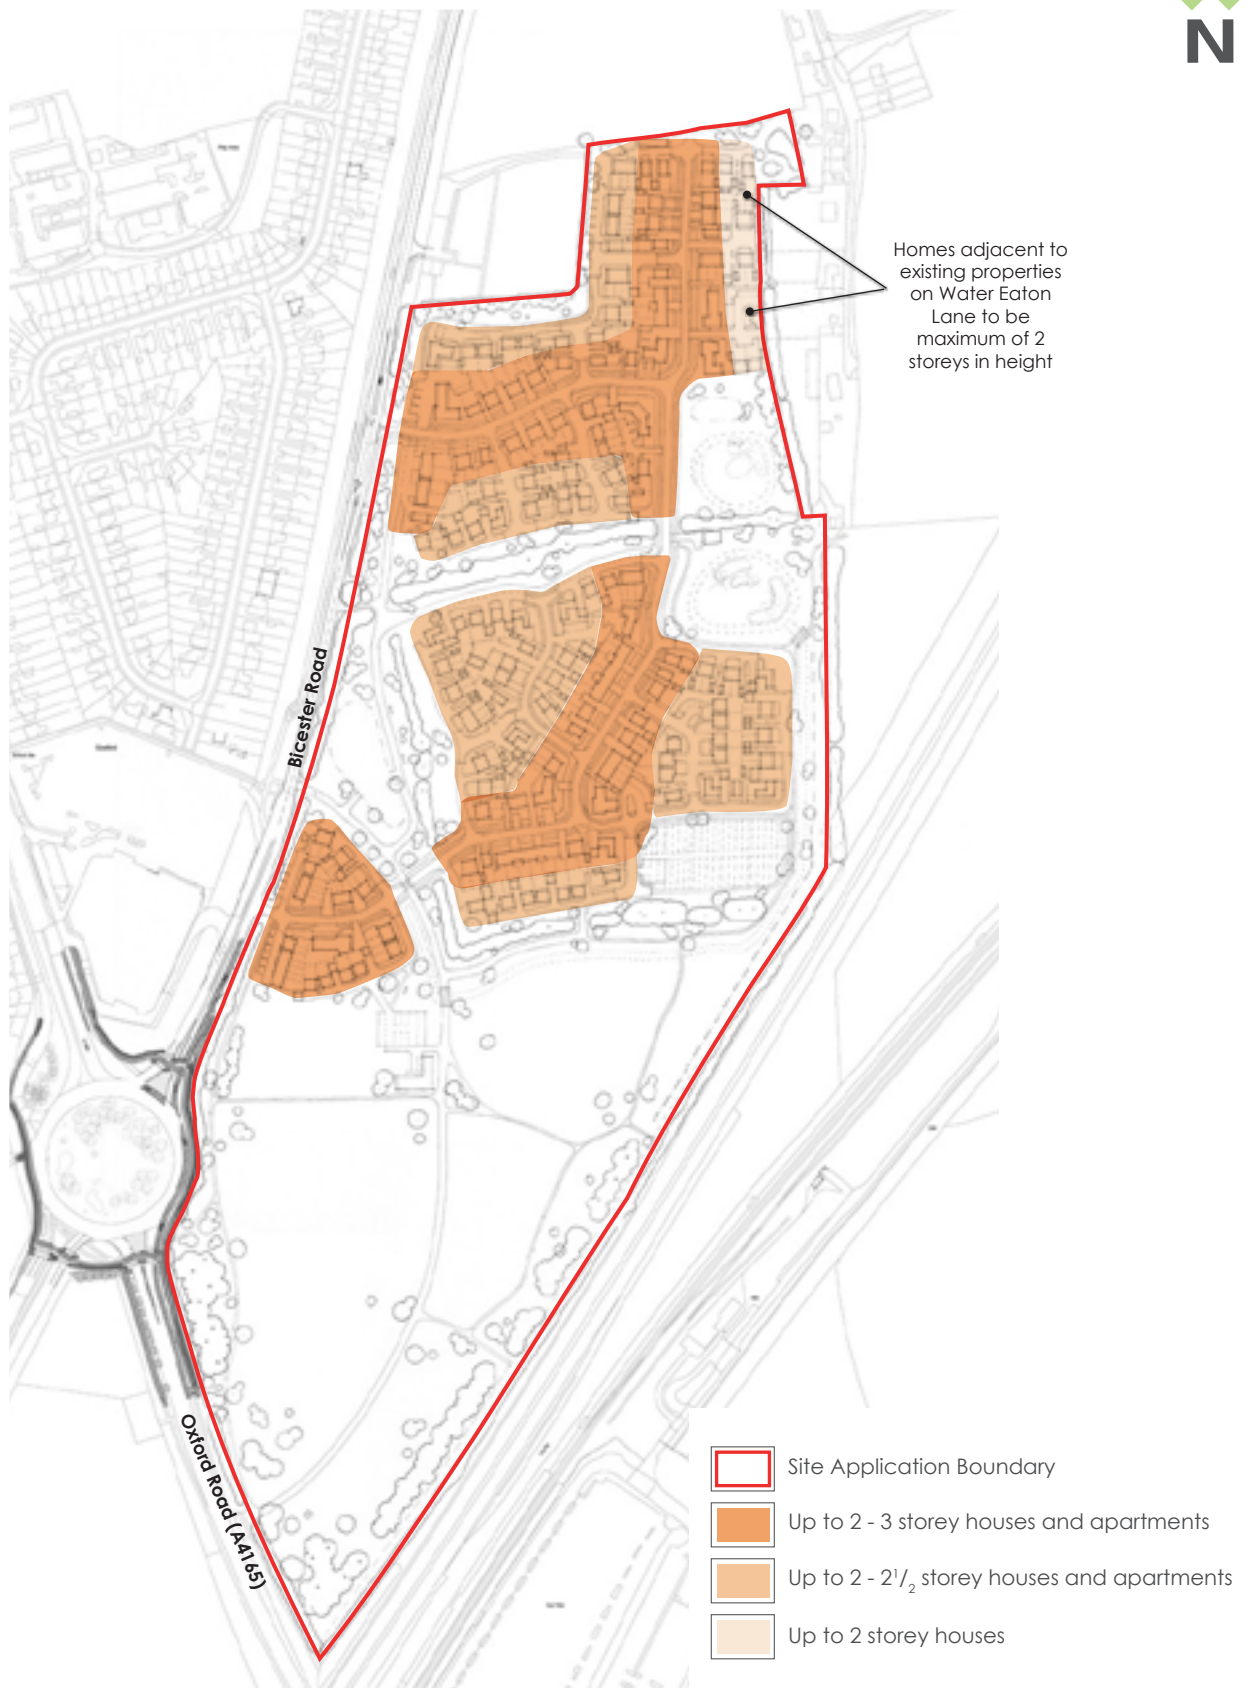 N
Homes adjacent to
existing properties
on Water Eaton
Lane to be
maximum of 2
storeys in height
Bicester Road
Oxford Road (A4165)
Site Application Boundary
Up to 2 - 3 storey houses and apartments
Up to 2 - 2 1/2 storey houses and apartments
Up to 2 storey houses